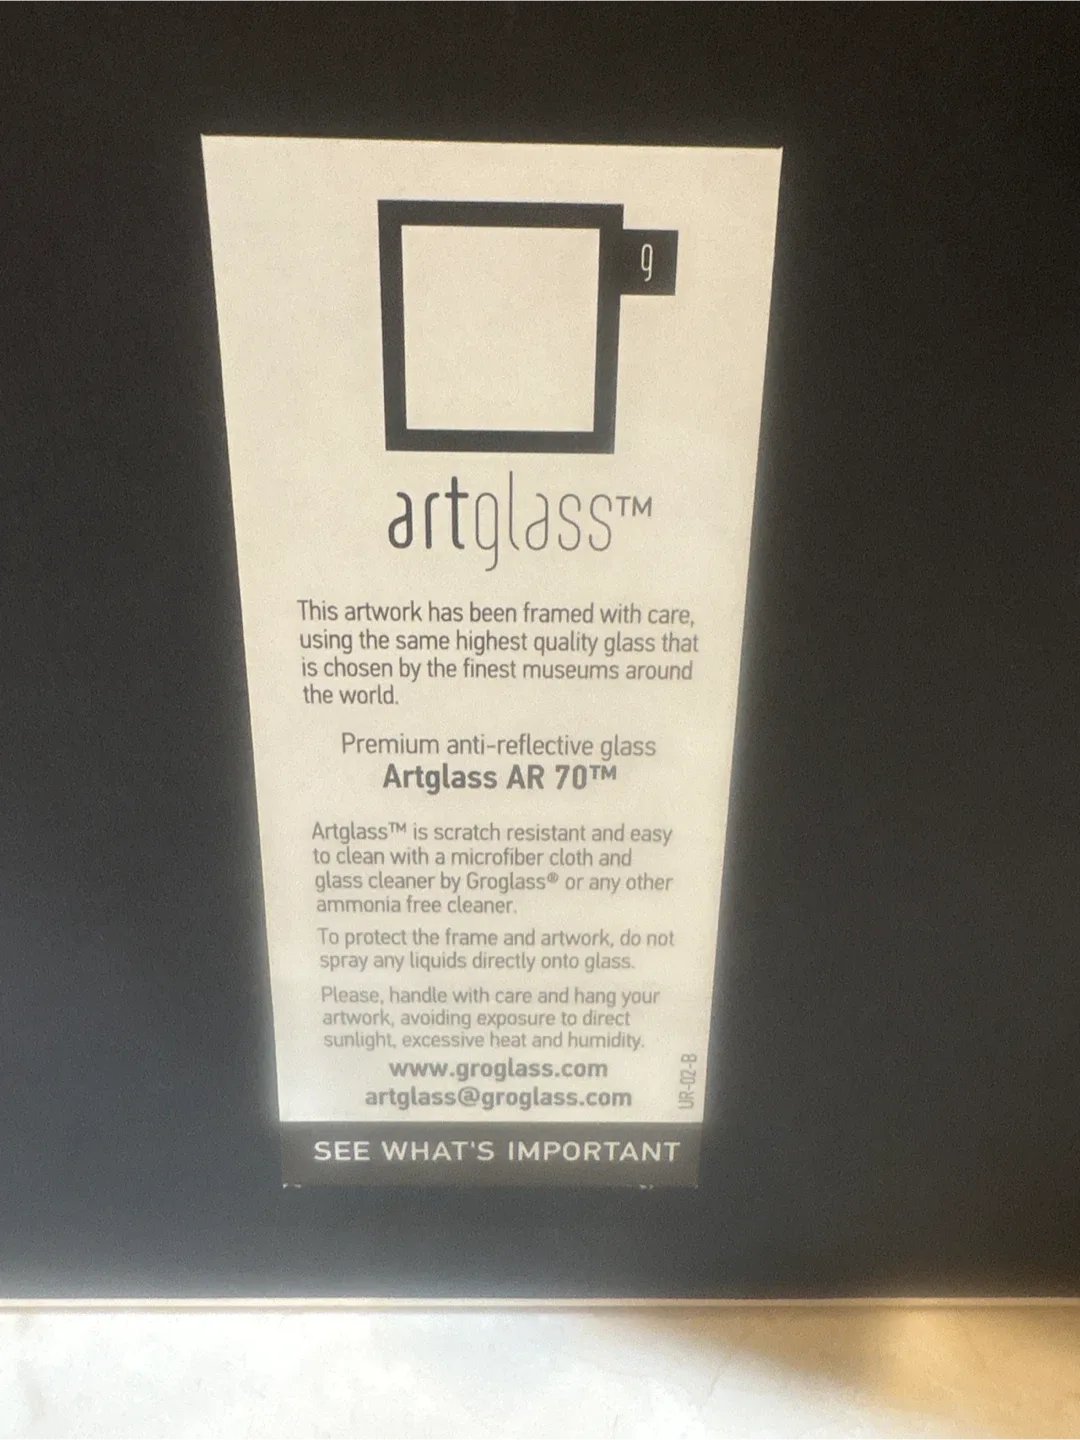 g
artglass™
This artwork has been framed with care,
using the same highest quality glass that
is chosen by the finest museums around
the world.
Premium anti-reflective glass
Artglass AR 70™
Artglass™ is scratch resistant and easy
to clean with a microfiber cloth and
glass cleaner by Groglass® or any other
ammonia free cleaner.
To protect the frame and artwork, do not
spray any liquids directly onto glass.
Please, handle with care and hang your
artwork, avoiding exposure to direct
sunlight, excessive heat and humidity.
www.groglass.com
artglass@groglass.com
UR-02-B
SEE WHAT'S IMPORTANT